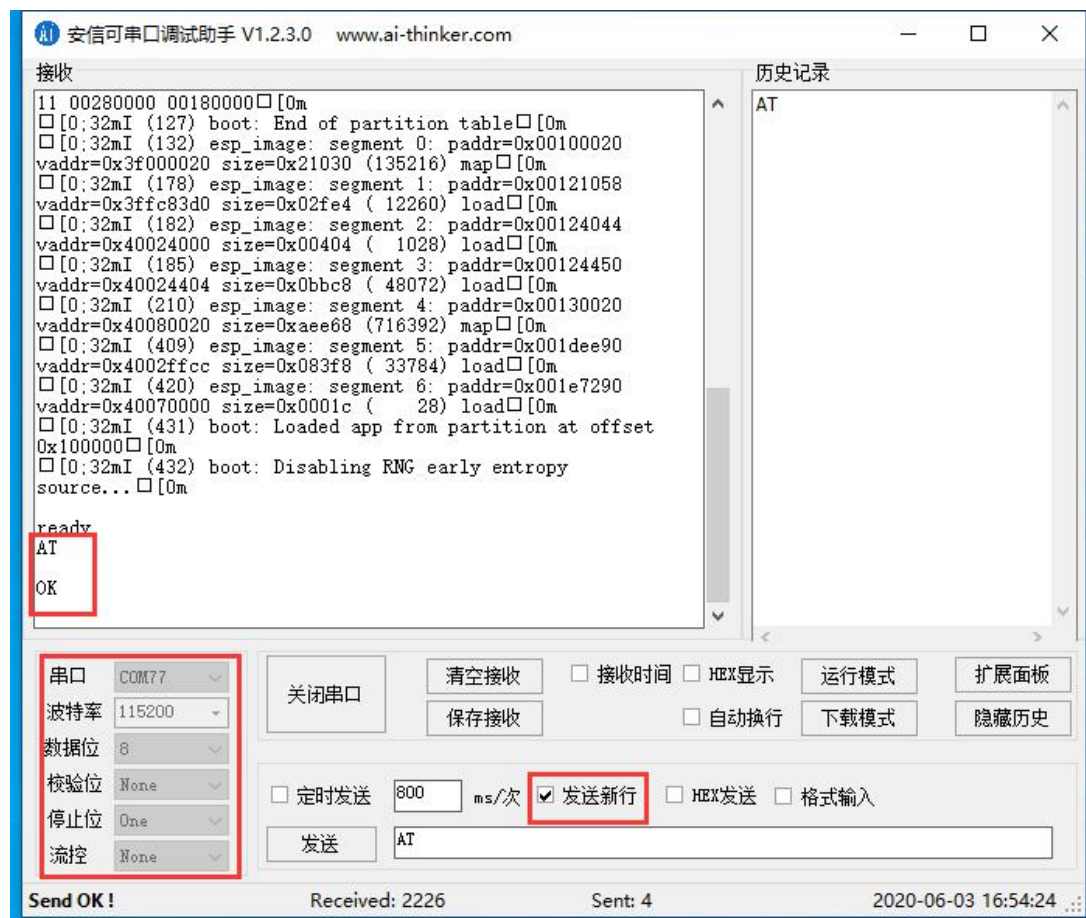 安信可串口调试助手 V1.2.3.0 www.ai-thinker.com
接收
11 00280000 00180000□[0m
□[0;32mI (127) boot: End of partition table□[0m
□[0;32mI (132) esp_image: segment 0: paddr=0x00100020
vaddr=0x3f000020 size=0x21030 (135216) map□[0m
□[0;32mI (178) esp_image: segment 1: paddr=0x00121058
vaddr=0x3ffc83d0 size=0x02fe4 ( 12260) load□[0m
□[0;32mI (182) esp_image: segment 2: paddr=0x00124044
vaddr=0x40024000 size=0x00404 (  1028) load□[0m
□[0;32mI (185) esp_image: segment 3: paddr=0x00124450
vaddr=0x40024404 size=0x0bbc8 ( 48072) load□[0m
□[0;32mI (210) esp_image: segment 4: paddr=0x00130020
vaddr=0x40080020 size=0xaee68 (716392) map□[0m
□[0;32mI (409) esp_image: segment 5: paddr=0x001dee90
vaddr=0x4002ffcc size=0x083f8 ( 33784) load□[0m
□[0;32mI (420) esp_image: segment 6: paddr=0x001e7290
vaddr=0x40070000 size=0x0001c (    28) load□[0m
□[0;32mI (431) boot: Loaded app from partition at offset
0x100000□[0m
□[0;32mI (432) boot: Disabling RNG early entropy
source...□[0m
ready
AT
OK
历史记录
AT
串口 COM77
波特率 115200
数据位 8
校验位 None
停止位 One
流控 None
关闭串口
清空接收 接收时间 HEX显示 运行模式 扩展面板
保存接收 自动换行 下载模式 隐藏历史
定时发送 800 ms/次 发送新行 HEX发送 格式输入
发送 AT
Send OK! Received: 2226 Sent: 4 2020-06-03 16:54:24